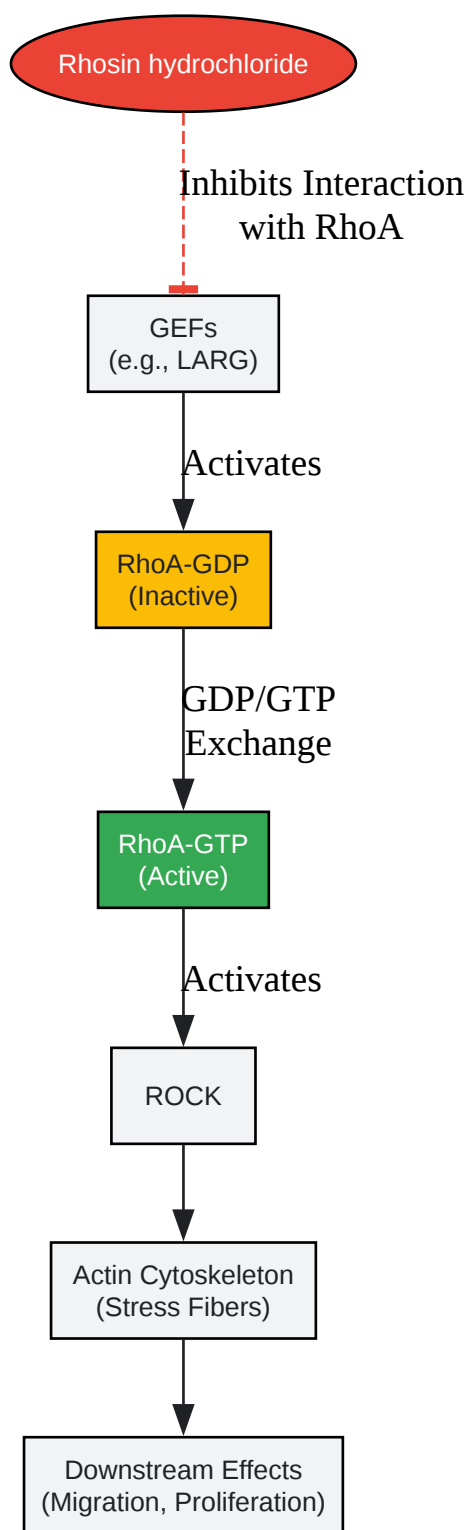 Rhosin hydrochloride
Inhibits Interaction
with RhoA
GEFs
(e.g., LARG)
Activates
RhoA-GDP
(Inactive)
GDP/GTP
Exchange
RhoA-GTP
(Active)
Activates
ROCK
Actin Cytoskeleton
(Stress Fibers)
Downstream Effects
(Migration, Proliferation)